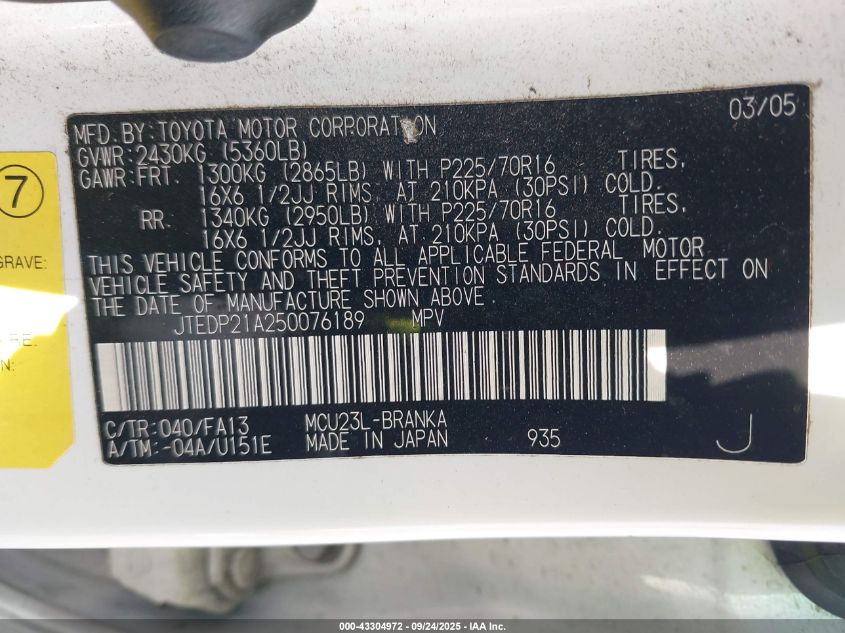 03/05
MFD. BY: TOYOTA MOTOR CORPORATION
GVWR: 2430KG (5360LB)
GAWR: FRT. 1300KG (2865LB) WITH P225/70R16 TIRES,
16X6 1/2JJ RIMS, AT 210KPA (30PSI) COLD.
RR. 1340KG (2950LB) WITH P225/70R16 TIRES,
16X6 1/2JJ RIMS, AT 210KPA (30PSI) COLD.
THIS VEHICLE CONFORMS TO ALL APPLICABLE FEDERAL MOTOR
VEHICLE SAFETY AND THEFT PREVENTION STANDARDS IN EFFECT ON
THE DATE OF MANUFACTURE SHOWN ABOVE.
JTEDP21A250076189 MPV
C/TR: 040/FA13 MCU23L-BRANKA
A/TM: -04A/U151E MADE IN JAPAN 935 J
7
GRAVE:
RE:
N:
000-43304972 - 09/24/2025 - IAA Inc.